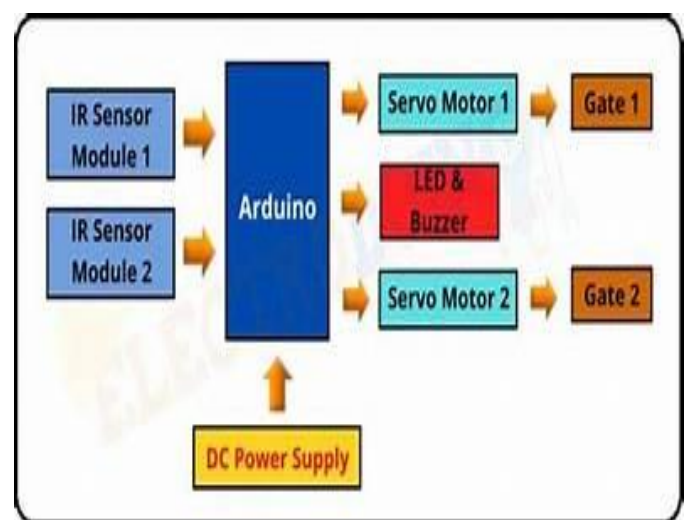 IR Sensor
Module 1
IR Sensor
Module 2
Arduino
Servo Motor 1
Gate 1
LED &
Buzzer
Servo Motor 2
Gate 2
DC Power Supply